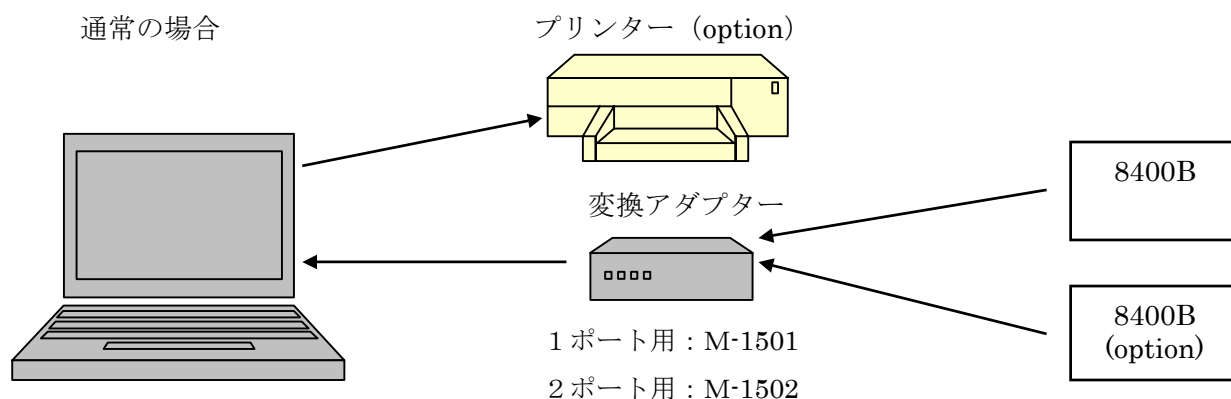 通常の場合
プリンター（option）
変換アダプター
8400B
１ポート用：M-1501
２ポート用：M-1502
8400B
(option)